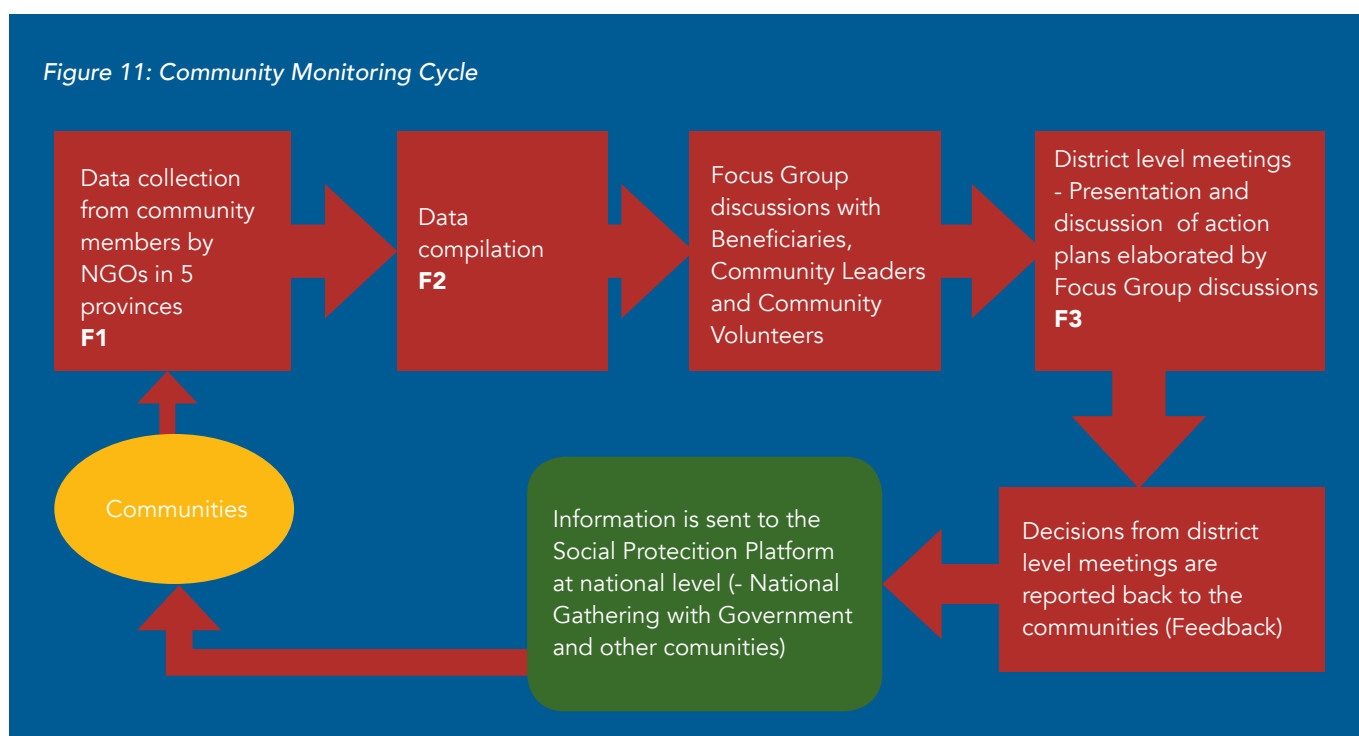 Figure 11: Community Monitoring Cycle
Data collection
from community
members by
NGOs in 5
provinces
F1
Data
compilation
F2
Focus Group
discussions with
Beneficiaries,
Community Leaders
and Community
Volunteers
District level meetings
- Presentation and
discussion of action
plans elaborated by
Focus Group discussions
F3
Decisions from district
level meetings are
reported back to the
communities (Feedback)
Information is sent to the
Social Protecition Platform
at national level (- National
Gathering with Government
and other comunities)
Communities